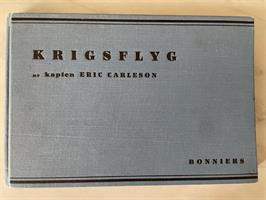 KRIGSFLYG
av kapten ERIC CARLESON
BONNIERS